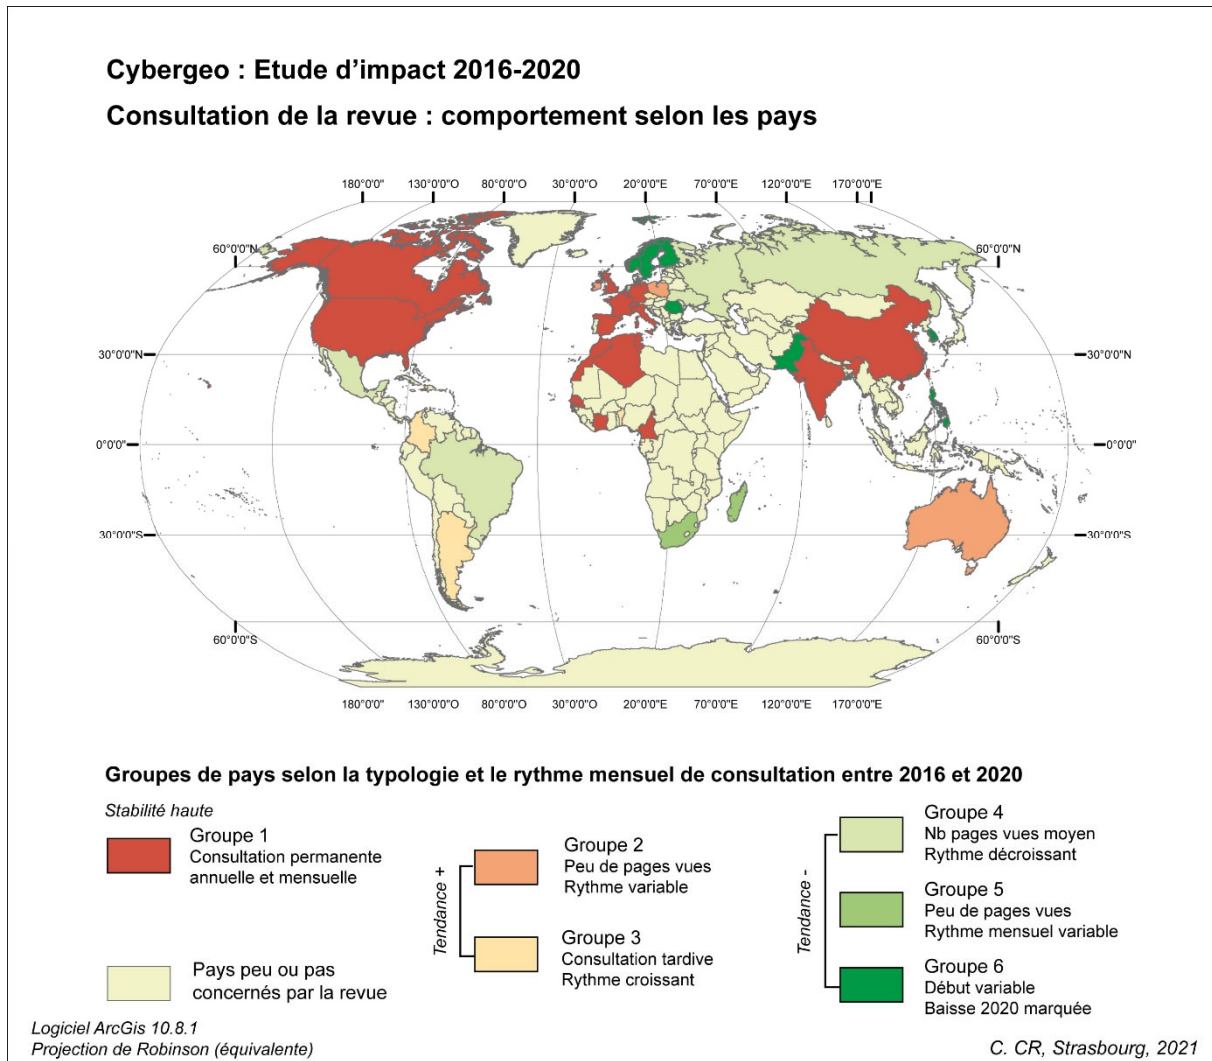 Cybergeo : Etude d'impact 2016-2020
Consultation de la revue : comportement selon les pays
180°0'0" 130°0'0"O 80°0'0"O 30°0'0"O 20°0'0"E 70°0'0"E 120°0'0"E 170°0'0"E
60°0'0"N 60°0'0"N
30°0'0"N 30°0'0"N
0°0'0" 0°0'0"
30°0'0"S 30°0'0"S
60°0'0"S 60°0'0"S
180°0'0" 130°0'0"O 80°0'0"O 30°0'0"O 20°0'0"E 70°0'0"E 120°0'0"E 170°0'0"E
Groupes de pays selon la typologie et le rythme mensuel de consultation entre 2016 et 2020
Stabilité haute
Groupe 1
Consultation permanente
annuelle et mensuelle
Pays peu ou pas
concernés par la revue
Tendance +
Groupe 2
Peu de pages vues
Rythme variable
Groupe 3
Consultation tardive
Rythme croissant
Tendance -
Groupe 4
Nb pages vues moyen
Rythme décroissant
Groupe 5
Peu de pages vues
Rythme mensuel variable
Groupe 6
Début variable
Baisse 2020 marquée
Logiciel ArcGis 10.8.1
Projection de Robinson (équivalente)
C. CR, Strasbourg, 2021